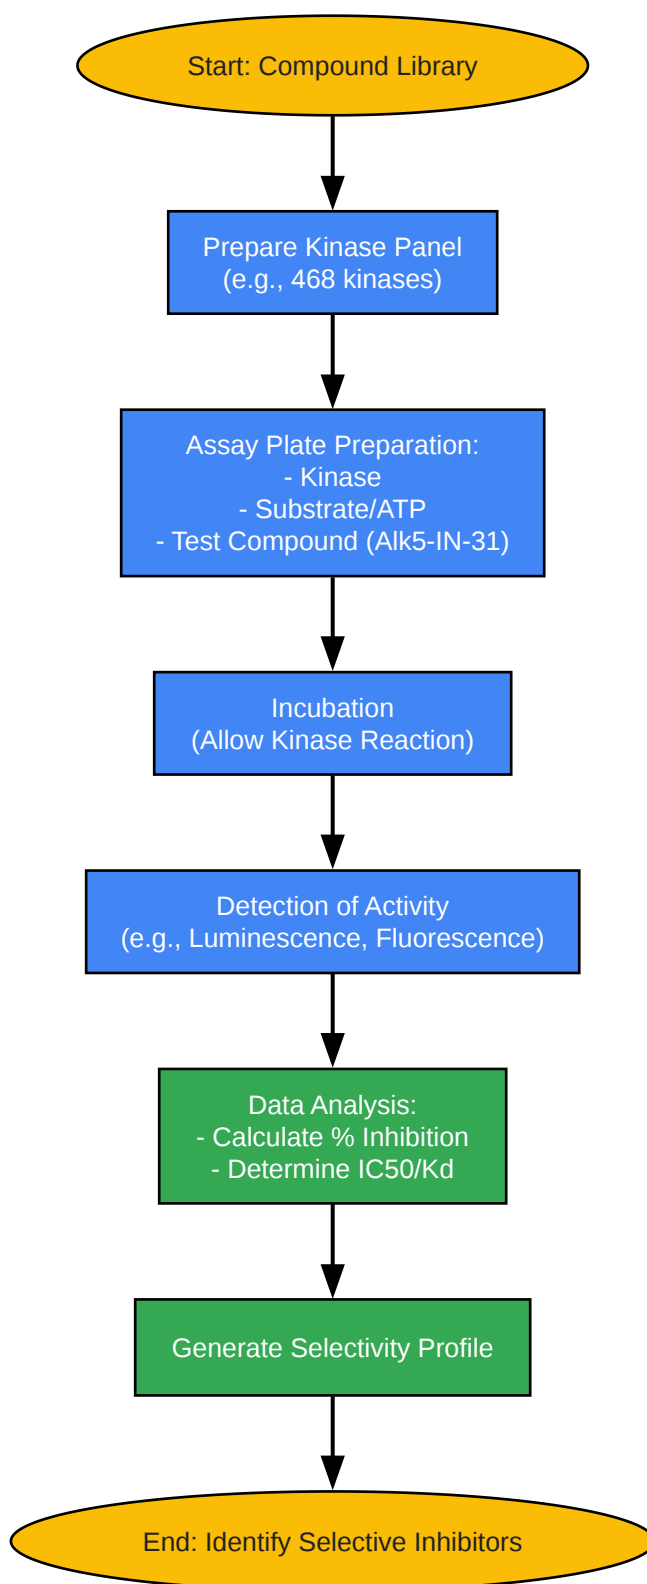 Start: Compound Library
Prepare Kinase Panel
(e.g., 468 kinases)
Assay Plate Preparation:
- Kinase
- Substrate/ATP
- Test Compound (Alk5-IN-31)
Incubation
(Allow Kinase Reaction)
Detection of Activity
(e.g., Luminescence, Fluorescence)
Data Analysis:
- Calculate % Inhibition
- Determine IC50/Kd
Generate Selectivity Profile
End: Identify Selective Inhibitors